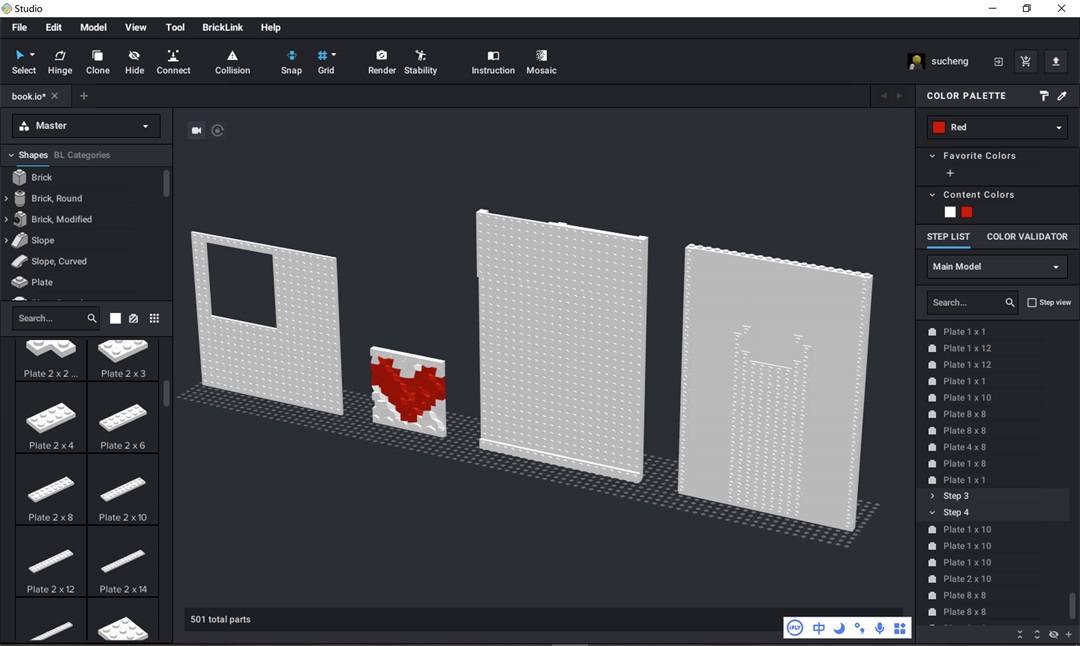 Studio
File Edit Model View Tool BrickLink Help
Select Hinge Clone Hide Connect Collision Snap Grid Render Stability Instruction Mosaic
sucheng
book.io*
COLOR PALETTE
Master
Red
Shapes BL Categories
Favorite Colors
Brick
Brick, Round
Brick, Modified
Slope
Slope, Curved
Plate
Content Colors
STEP LIST COLOR VALIDATOR
Main Model
Search...
Search... Step view
Plate 2 x 2 ... Plate 2 x 3
Plate 2 x 4 Plate 2 x 6
Plate 2 x 8 Plate 2 x 10
Plate 2 x 12 Plate 2 x 14
Plate 1 x 1
Plate 1 x 12
Plate 1 x 12
Plate 1 x 1
Plate 1 x 10
Plate 8 x 8
Plate 8 x 8
Plate 4 x 8
Plate 1 x 8
Plate 1 x 1
Step 3
Step 4
Plate 1 x 10
Plate 1 x 10
Plate 1 x 10
Plate 2 x 10
Plate 8 x 8
Plate 8 x 8
501 total parts
iFLY 中